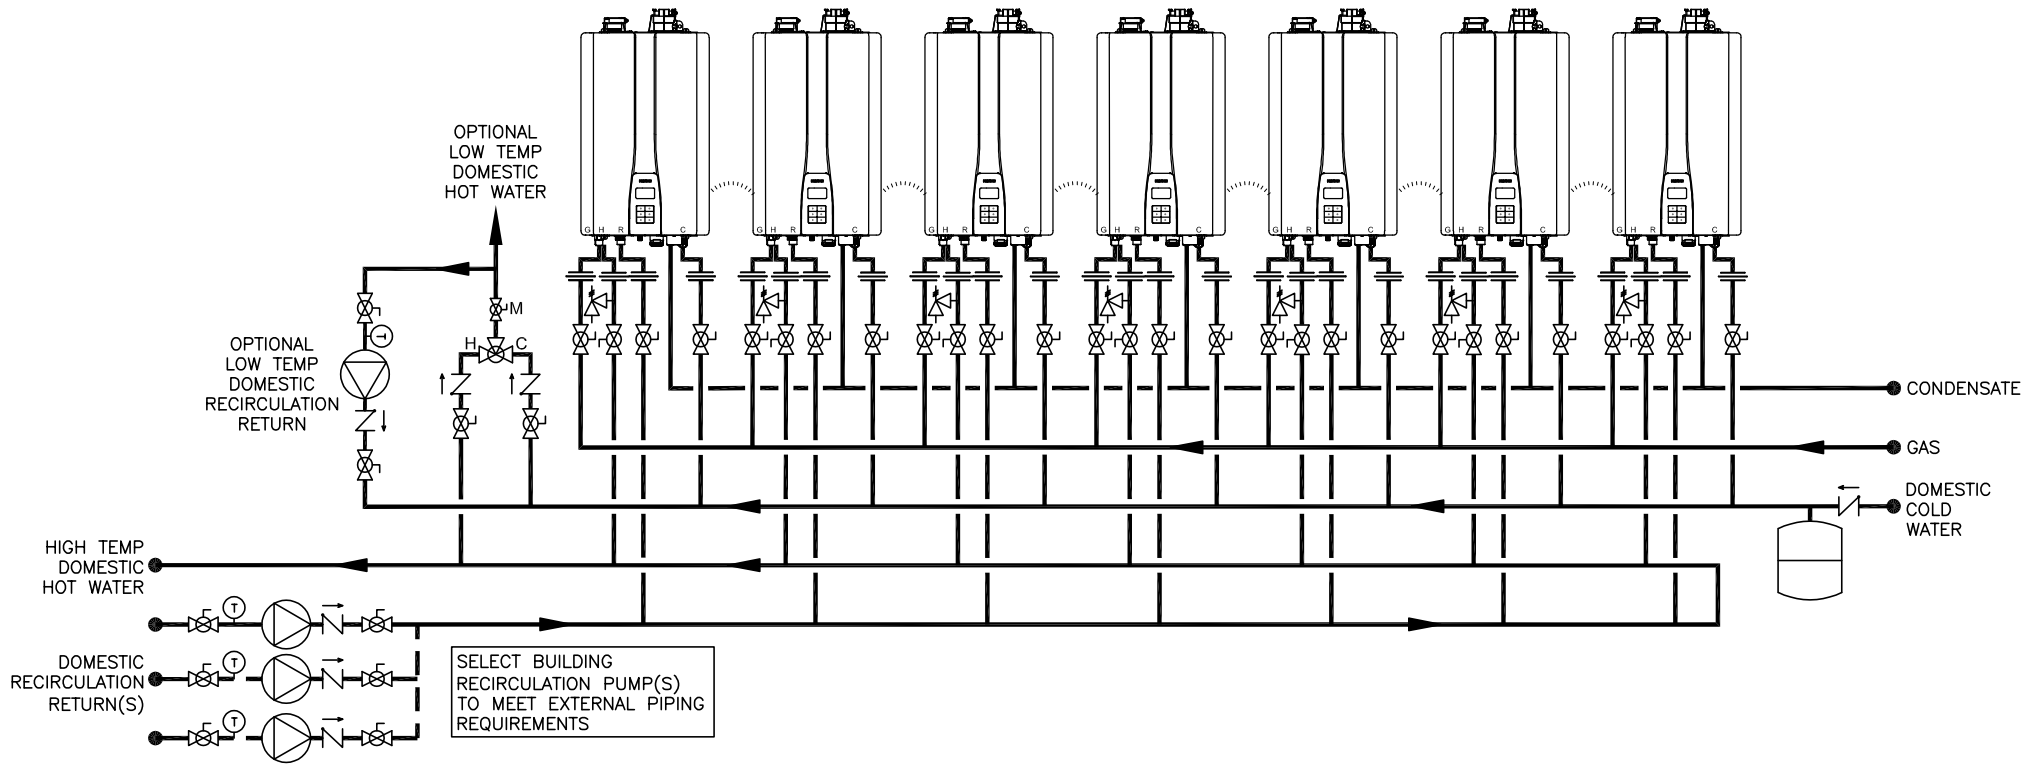 OPTIONAL
LOW TEMP
DOMESTIC
HOT WATER
G H R C
G H R C
G H R C
G H R C
G H R C
G H R C
G H R C
M
H C
T
OPTIONAL
LOW TEMP
DOMESTIC
RECIRCULATION
RETURN
CONDENSATE
GAS
DOMESTIC
COLD
WATER
HIGH TEMP
DOMESTIC
HOT WATER
T
T
T
DOMESTIC
RECIRCULATION
RETURN(S)
SELECT BUILDING
RECIRCULATION PUMP(S)
TO MEET EXTERNAL PIPING
REQUIREMENTS